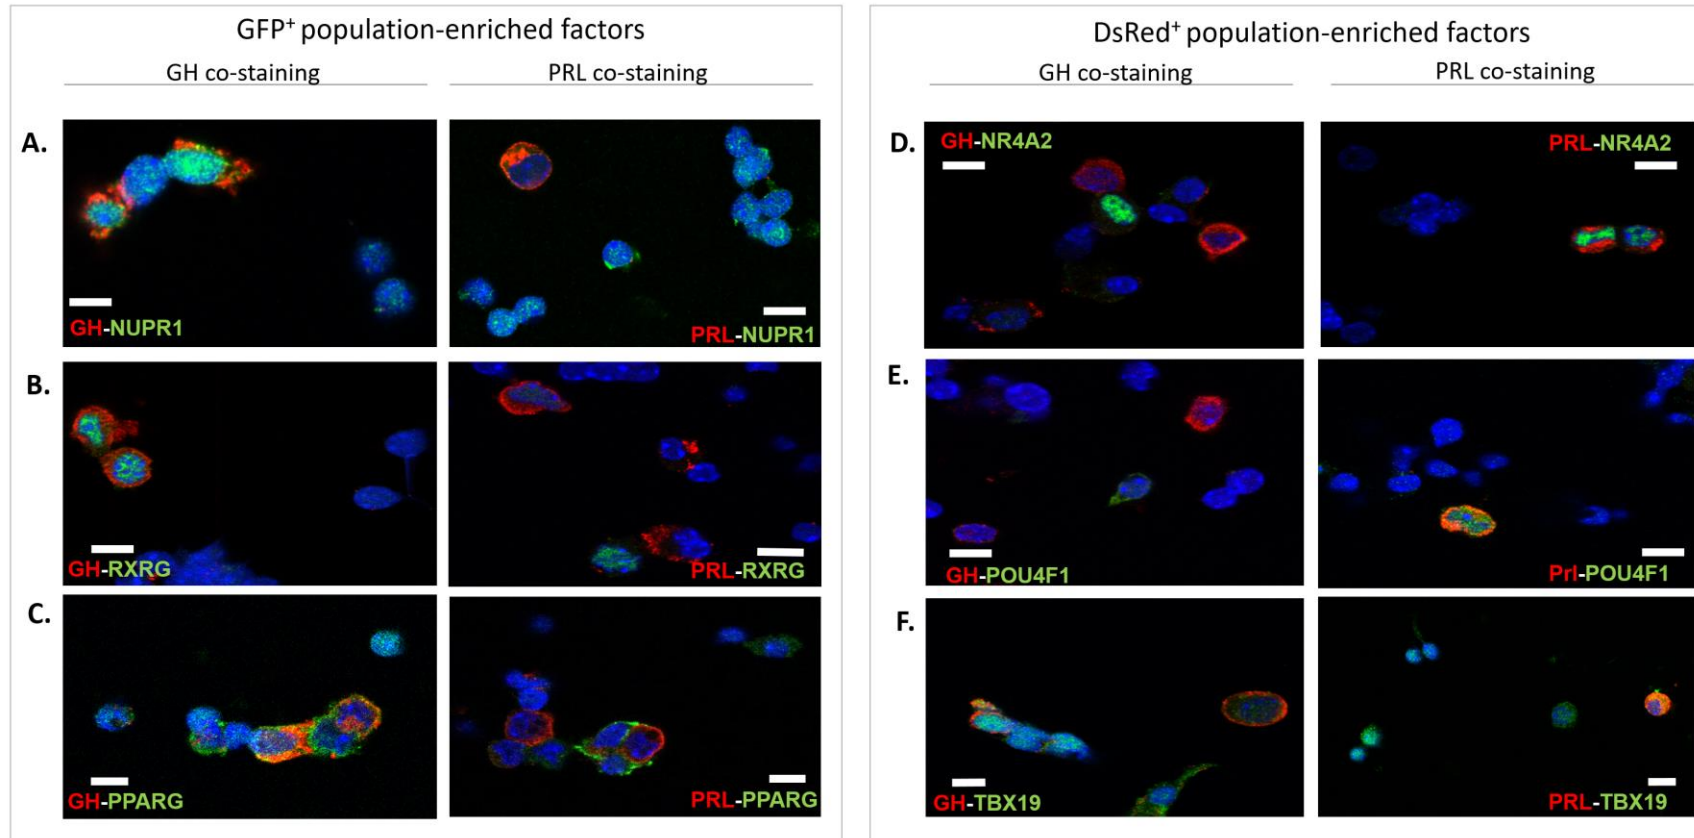 GFP+ population-enriched factors
GH co-staining
PRL co-staining
A.
GH-NUPR1
PRL-NUPR1
B.
GH-RXRG
PRL-RXRG
C.
GH-PPARG
PRL-PPARG
DsRed+ population-enriched factors
GH co-staining
PRL co-staining
D.
GH-NR4A2
PRL-NR4A2
E.
GH-POU4F1
Prl-POU4F1
F.
GH-TBX19
PRL-TBX19